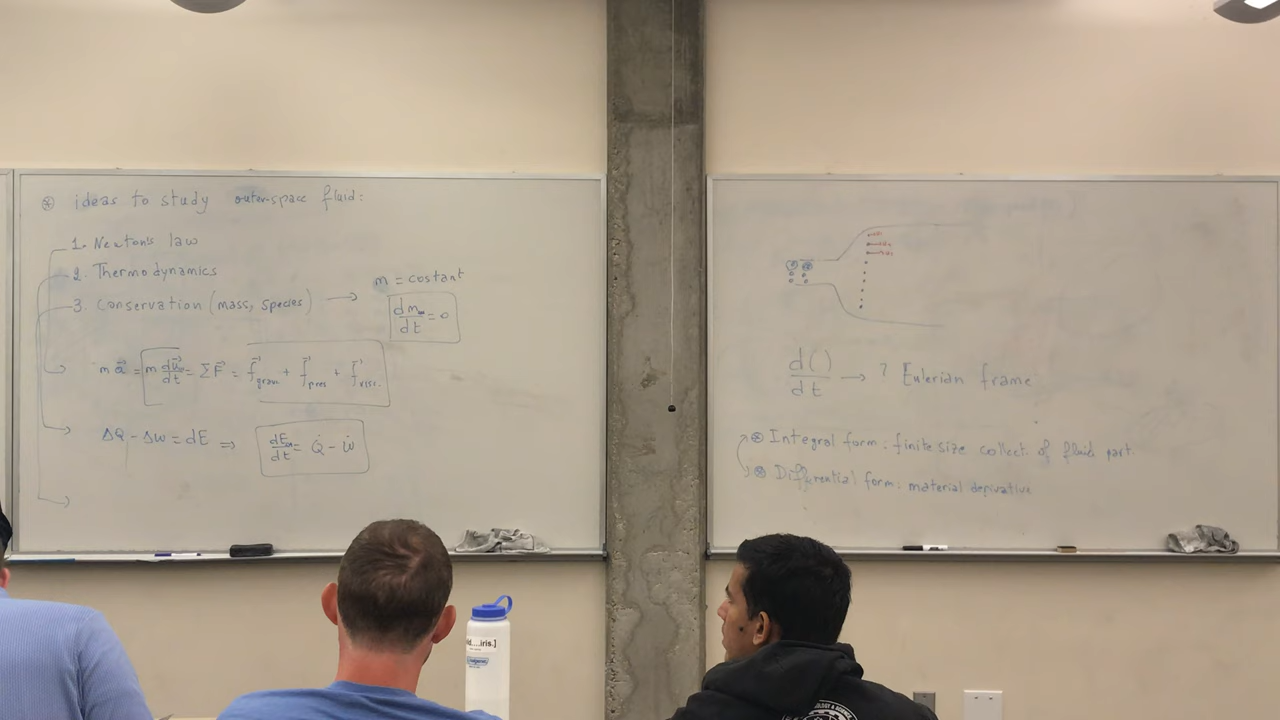 ⊛ ideas to study outer-space fluid:
1. Newton's law
2. Thermodynamics
3. Conservation (mass, species) → m = costant
dm/dt = 0
m a⃗ = m du⃗/dt = ΣF⃗ = f⃗grav + f⃗pres + f⃗visc.
ΔQ - ΔW = dE ⇒ dE/dt = Q̇ - Ẇ
d()/dt → ? Eulerian frame
⊛ Integral form: finite size collect. of fluid part.
⊛ Differential form: material derivative